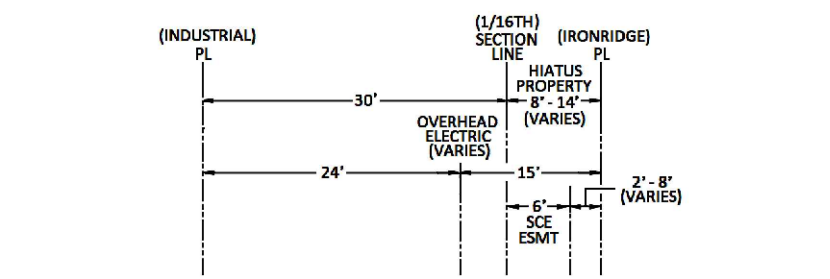 (INDUSTRIAL)
PL
(1/16TH)
SECTION
LINE
(IRONRIDGE)
PL
HIATUS
PROPERTY
30'
8' - 14'
(VARIES)
OVERHEAD
ELECTRIC
(VARIES)
24'
15'
2' - 8'
(VARIES)
6'
SCE
ESMT